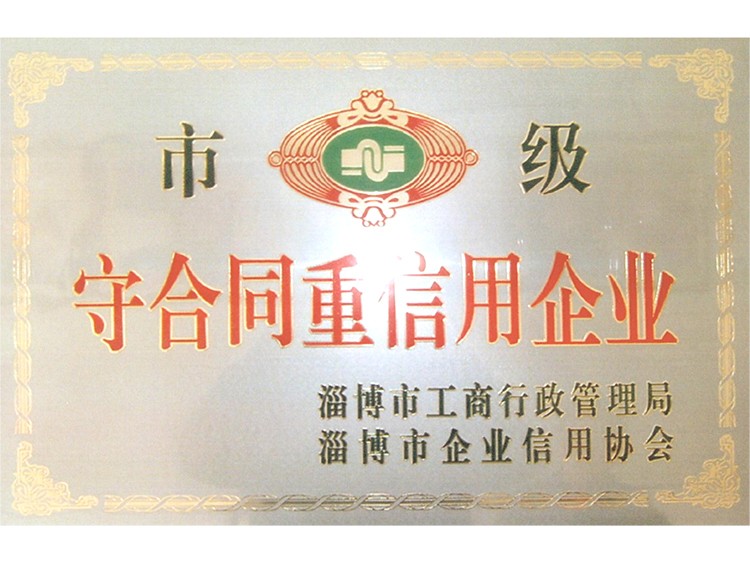 市 级
守合同重信用企业
淄博市工商行政管理局
淄博市企业信用协会